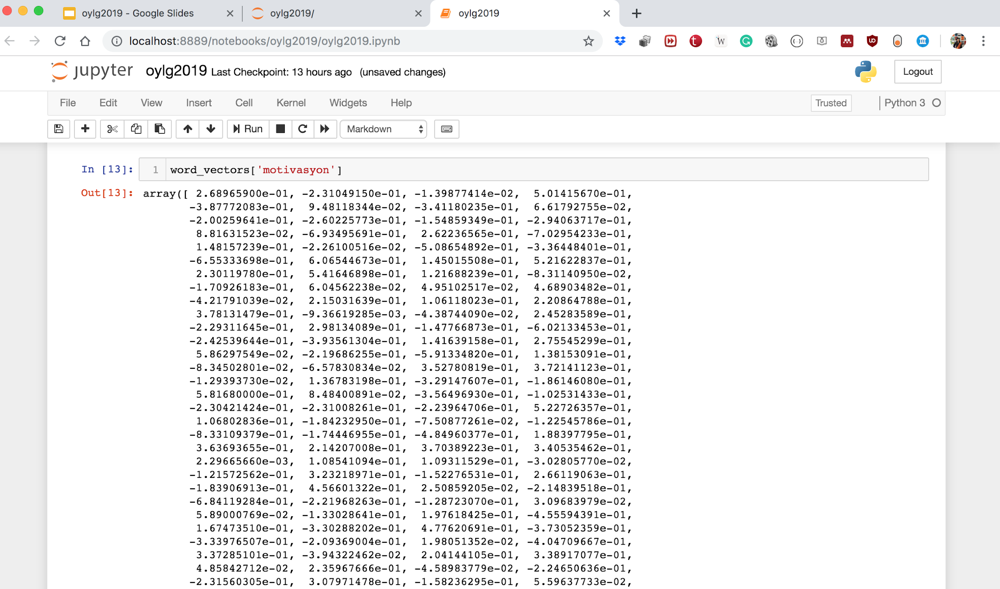 oylg2019 - Google Slides
oylg2019/
oylg2019
localhost:8889/notebooks/oylg2019/oylg2019.ipynb
jupyter oylg2019 Last Checkpoint: 13 hours ago (unsaved changes)
Logout
File Edit View Insert Cell Kernel Widgets Help Trusted Python 3
Run Markdown
In [13]: 1 word_vectors['motivasyon']
Out[13]: array([ 2.68965900e-01, -2.31049150e-01, -1.39877414e-02, 5.01415670e-01,
-3.87772083e-01, 9.48118344e-02, -3.41180235e-01, 6.61792755e-02,
-2.00259641e-01, -2.60225773e-01, -1.54859349e-01, -2.94063717e-01,
8.81631523e-02, -6.93495691e-01, 2.62236565e-01, -7.02954233e-01,
1.48157239e-01, -2.26100516e-02, -5.08654892e-01, -3.36448401e-01,
-6.55333698e-01, 6.06544673e-01, 1.45015508e-01, 5.21622837e-01,
2.30119780e-01, 5.41646898e-01, 1.21688239e-01, -8.31140950e-02,
-1.70926183e-01, 6.04562238e-02, 4.95102517e-02, 4.68903482e-01,
-4.21791039e-02, 2.15031639e-01, 1.06118023e-01, 2.20864788e-01,
3.78131479e-01, -9.36619285e-03, -4.38744090e-02, 2.45283589e-01,
-2.29311645e-01, 2.98134089e-01, -1.47766873e-01, -6.02133453e-01,
-2.42539644e-01, -3.93561304e-01, 1.41639158e-01, 2.75545299e-01,
5.86297549e-02, -2.19686255e-01, -5.91334820e-01, 1.38153091e-01,
-8.34502801e-02, -6.57830834e-02, 3.52780819e-01, 3.72141123e-01,
-1.29393730e-02, 1.36783198e-01, -3.29147607e-01, -1.86146080e-01,
5.81680000e-01, 8.48400891e-02, -3.56496930e-01, -1.02531433e-01,
-2.30421424e-01, -2.31008261e-01, -2.23964706e-01, 5.22726357e-01,
1.06802836e-01, -1.84232950e-01, -7.50877261e-02, -1.22545786e-01,
-8.33109379e-01, -1.74446955e-01, -4.84960377e-01, 1.88397795e-01,
3.63693655e-01, 2.14207008e-01, 3.70389223e-01, 3.40535462e-01,
2.29665660e-03, 1.08541094e-01, 1.09311529e-01, -3.02805770e-02,
-1.21572562e-01, 3.23218971e-01, -1.52276531e-01, 2.66119063e-01,
-1.83906913e-01, 4.56601322e-01, 2.50859205e-02, -2.14839518e-01,
-6.84119284e-01, -2.21968263e-01, -1.28723070e-01, 3.09683979e-02,
5.89000769e-02, -1.33028641e-01, 1.97618425e-01, -4.55594391e-01,
1.67473510e-01, -3.30288202e-01, 4.77620691e-01, -3.73052359e-01,
-3.33976507e-01, -2.09369004e-01, 1.98051352e-02, -4.04709667e-01,
3.37285101e-01, -3.94322462e-02, 2.04144105e-01, 3.38917077e-01,
4.85842712e-02, 2.35967666e-01, -4.58983779e-02, -2.24650636e-01,
-2.31560305e-01, 3.07971478e-01, -1.58236295e-01, 5.59637733e-02,